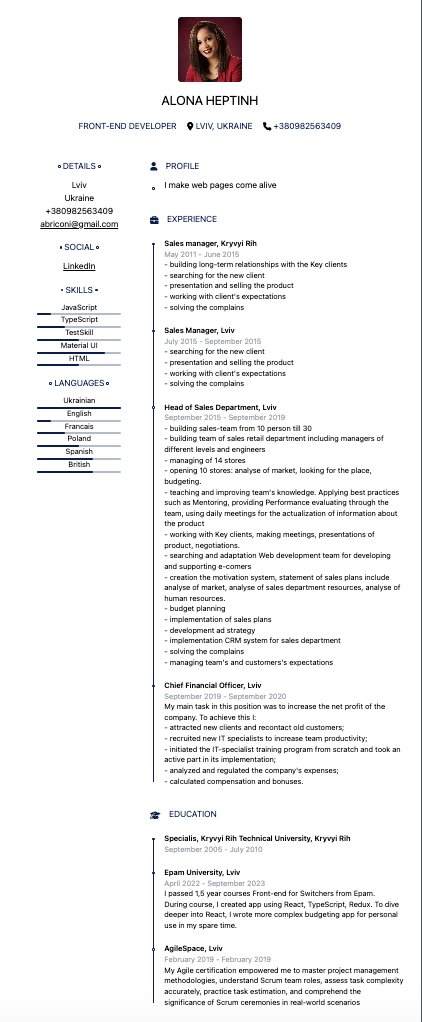 ALONA HEPTINH
FRONT-END DEVELOPER LVIV, UKRAINE +380982563409
DETAILS
Lviv
Ukraine
+380982563409
abriconi@gmail.com
SOCIAL
LinkedIn
SKILLS
JavaScript
TypeScript
TestSkill
Material UI
HTML
LANGUAGES
Ukrainian
English
Francais
Poland
Spanish
British
PROFILE
I make web pages come alive
EXPERIENCE
Sales manager, Kryvyi Rih
May 2011 - June 2015
- building long-term relationships with the Key clients
- searching for the new client
- presentation and selling the product
- working with client's expectations
- solving the complains
Sales Manager, Lviv
July 2015 - September 2015
- searching for the new client
- presentation and selling the product
- working with client's expectations
- solving the complains
Head of Sales Department, Lviv
September 2015 - September 2019
- building sales-team from 10 person till 30
- building team of sales retail department including managers of
different levels and engineers
- managing of 14 stores
- opening 10 stores: analyse of market, looking for the place,
budgeting.
- teaching and improving team's knowledge. Applying best practices
such as Mentoring, providing Performance evaluating through the
team, using daily meetings for the actualization of information about
the product
- working with Key clients, making meetings, presentations of
product, negotiations.
- searching and adaptation Web development team for developing
and supporting e-comers
- creation the motivation system, statement of sales plans include
analyse of market, analyse of sales department resources, analyse of
human resources.
- budget planning
- implementation of sales plans
- development ad strategy
- implementation CRM system for sales department
- solving the complains
- managing team's and customers's expectations
Chief Financial Officer, Lviv
September 2019 - September 2020
My main task in this position was to increase the net profit of the
company. To achieve this I:
- attracted new clients and recontact old customers;
- recruited new IT specialists to increase team productivity;
- initiated the IT-specialist training program from scratch and took an
active part in its implementation;
- analyzed and regulated the company's expenses;
- calculated compensation and bonuses.
EDUCATION
Specialis, Kryvyi Rih Technical University, Kryvyi Rih
September 2005 - July 2010
Epam University, Lviv
April 2022 - September 2023
I passed 1,5 year courses Front-end for Switchers from Epam.
During course, I created app using React, TypeScript, Redux. To dive
deeper into React, I wrote more complex budgeting app for personal
use in my spare time.
AgileSpace, Lviv
February 2019 - February 2019
My Agile certification empowered me to master project management
methodologies, understand Scrum team roles, assess task complexity
accurately, practice task estimation, and comprehend the
significance of Scrum ceremonies in real-world scenarios